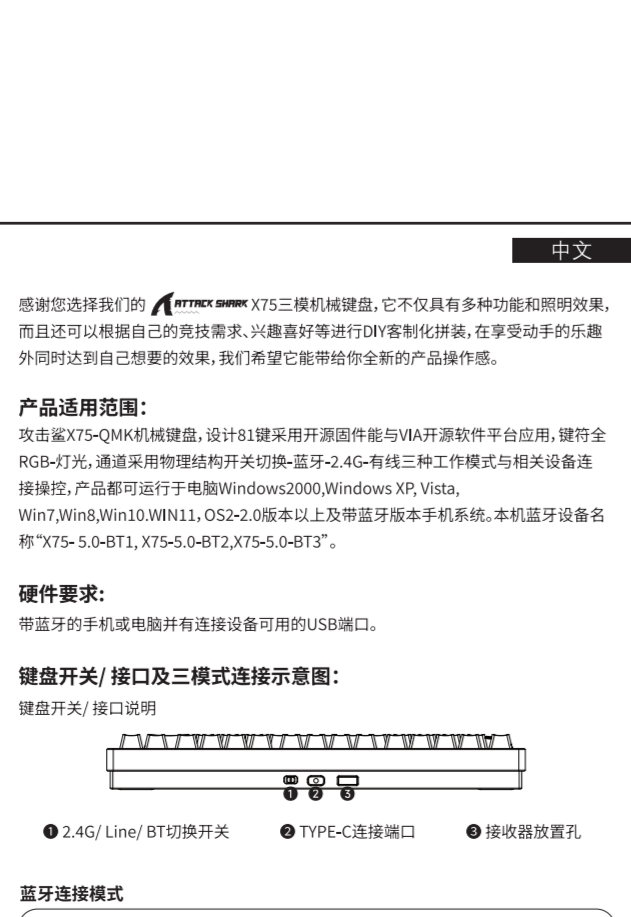 中文
感谢您选择我们的 ATTACK SHARK X75三模机械键盘，它不仅具有多种功能和照明效果，
而且还可以根据自己的竞技需求、兴趣喜好等进行DIY客制化拼装，在享受动手的乐趣
外同时达到自己想要的效果，我们希望它能带给你全新的产品操作感。
产品适用范围：
攻击鲨X75-QMK机械键盘，设计81键采用开源固件能与VIA开源软件平台应用，键符全
RGB-灯光，通道采用物理结构开关切换-蓝牙-2.4G-有线三种工作模式与相关设备连
接操控，产品都可运行于电脑Windows2000,Windows XP, Vista,
Win7,Win8,Win10.WIN11，OS2-2.0版本以上及带蓝牙版本手机系统。本机蓝牙设备名
称“X75- 5.0-BT1, X75-5.0-BT2,X75-5.0-BT3”。
硬件要求:
带蓝牙的手机或电脑并有连接设备可用的USB端口。
键盘开关/ 接口及三模式连接示意图：
键盘开关/ 接口说明
❶ ❷ ❸
❶ 2.4G/ Line/ BT切换开关 ❷ TYPE-C连接端口 ❸ 接收器放置孔
蓝牙连接模式